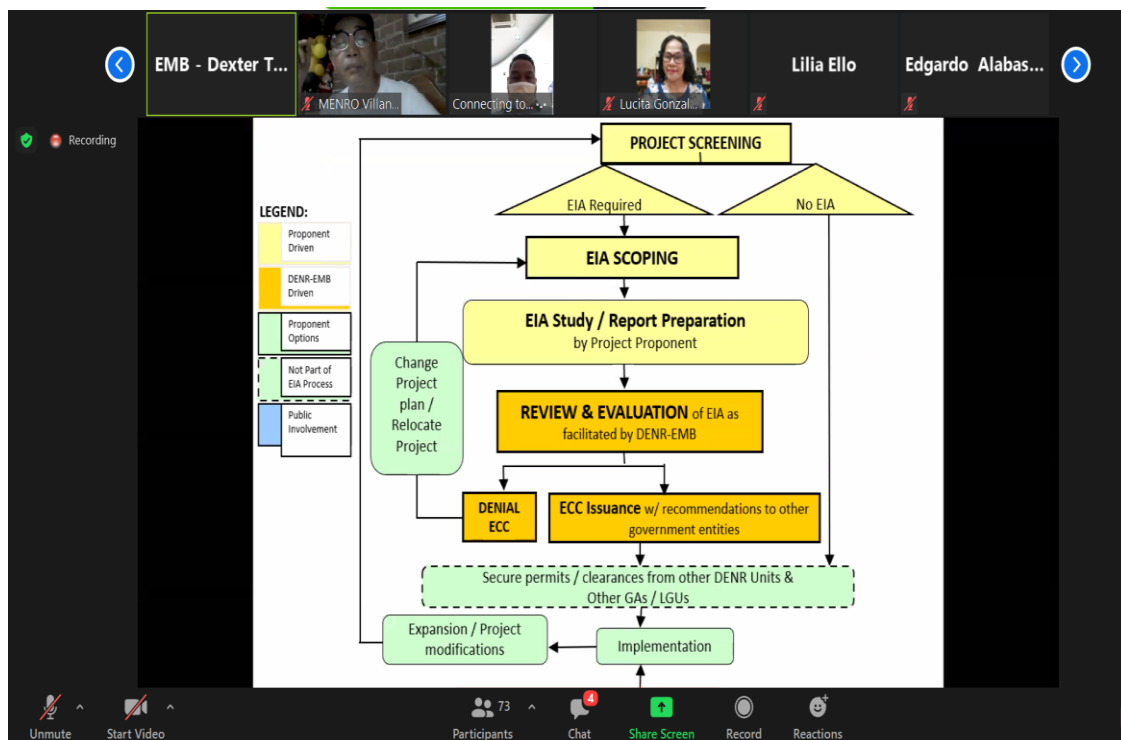 EMB - Dexter T...
MENRO Villan...
Connecting to...
Lucita Gonzal...
Lilia Ello
Edgardo Alabas...
Recording
PROJECT SCREENING
EIA Required
No EIA
LEGEND:
Proponent
Driven
DENR-EMB
Driven
Proponent
Options
Not Part of
EIA Process
Public
Involvement
EIA SCOPING
EIA Study / Report Preparation
by Project Proponent
Change
Project
plan /
Relocate
Project
REVIEW & EVALUATION of EIA as
facilitated by DENR-EMB
DENIAL
ECC
ECC Issuance w/ recommendations to other
government entities
Secure permits / clearances from other DENR Units &
Other GAs / LGUs
Expansion / Project
modifications
Implementation
Unmute
Start Video
73
Participants
4
Chat
Share Screen
Record
Reactions